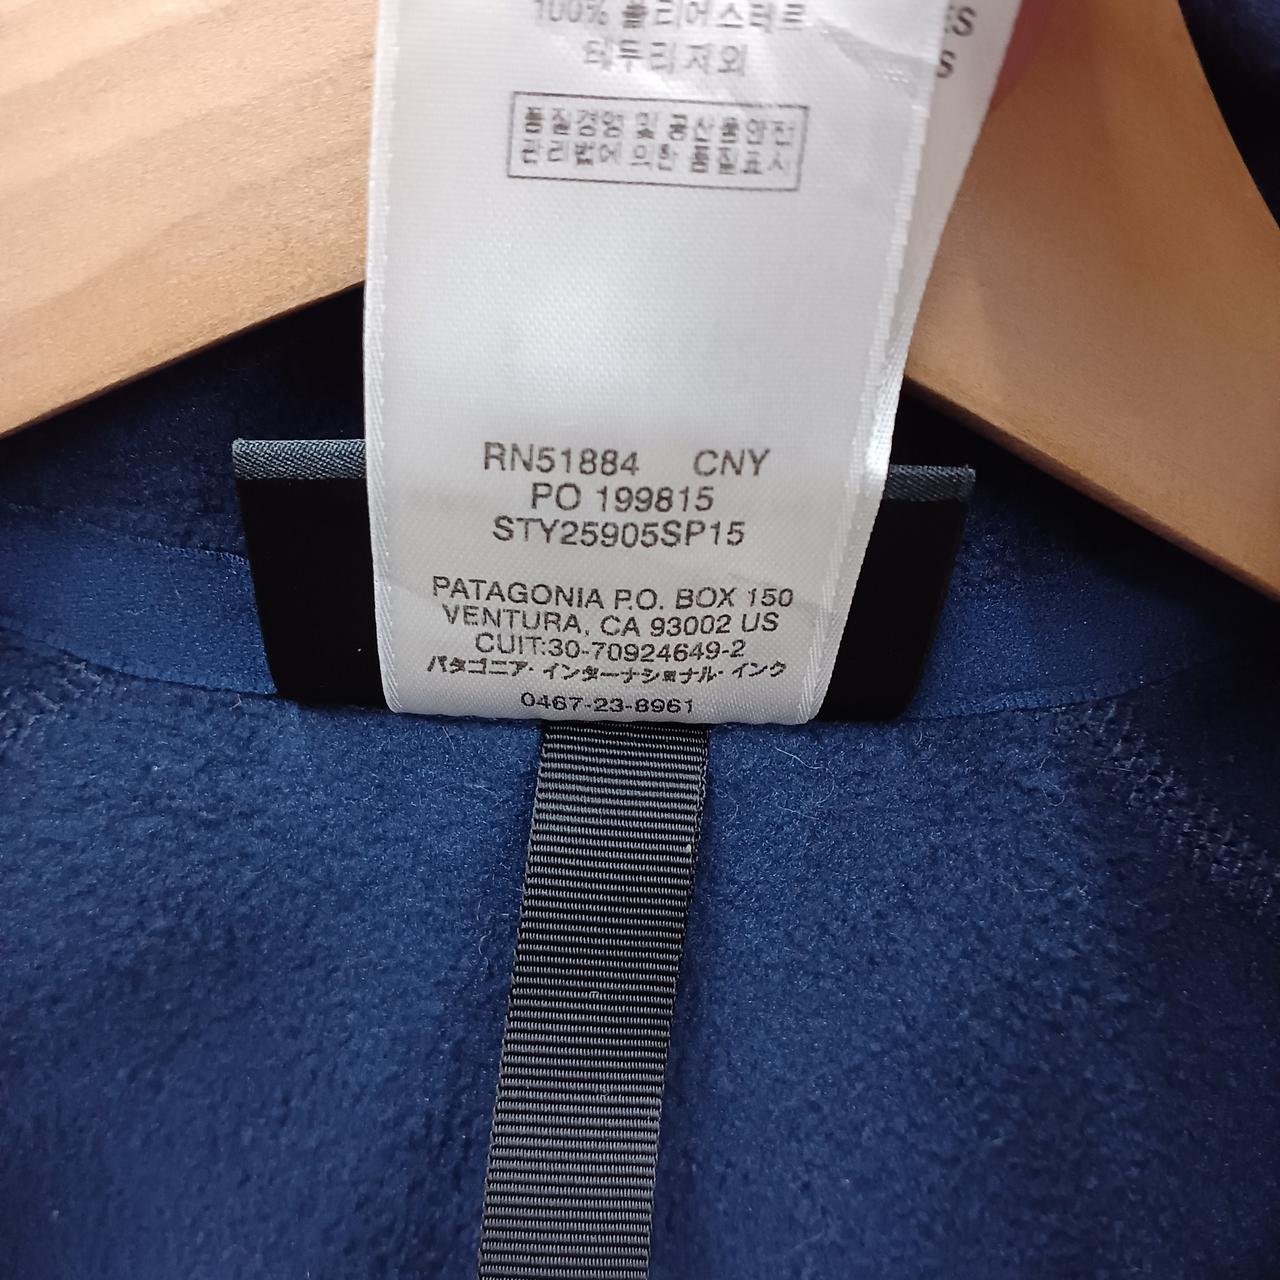 100% 폴리에스테르
테두리 제외
품질경영 및 공산품안전
관리법에 의한 품질표시
ES
S
RN51884 CNY
PO 199815
STY25905SP15
PATAGONIA P.O. BOX 150
VENTURA, CA 93002 US
CUIT:30-70924649-2
パタゴニア・インターナショナル・インク
0467-23-8961